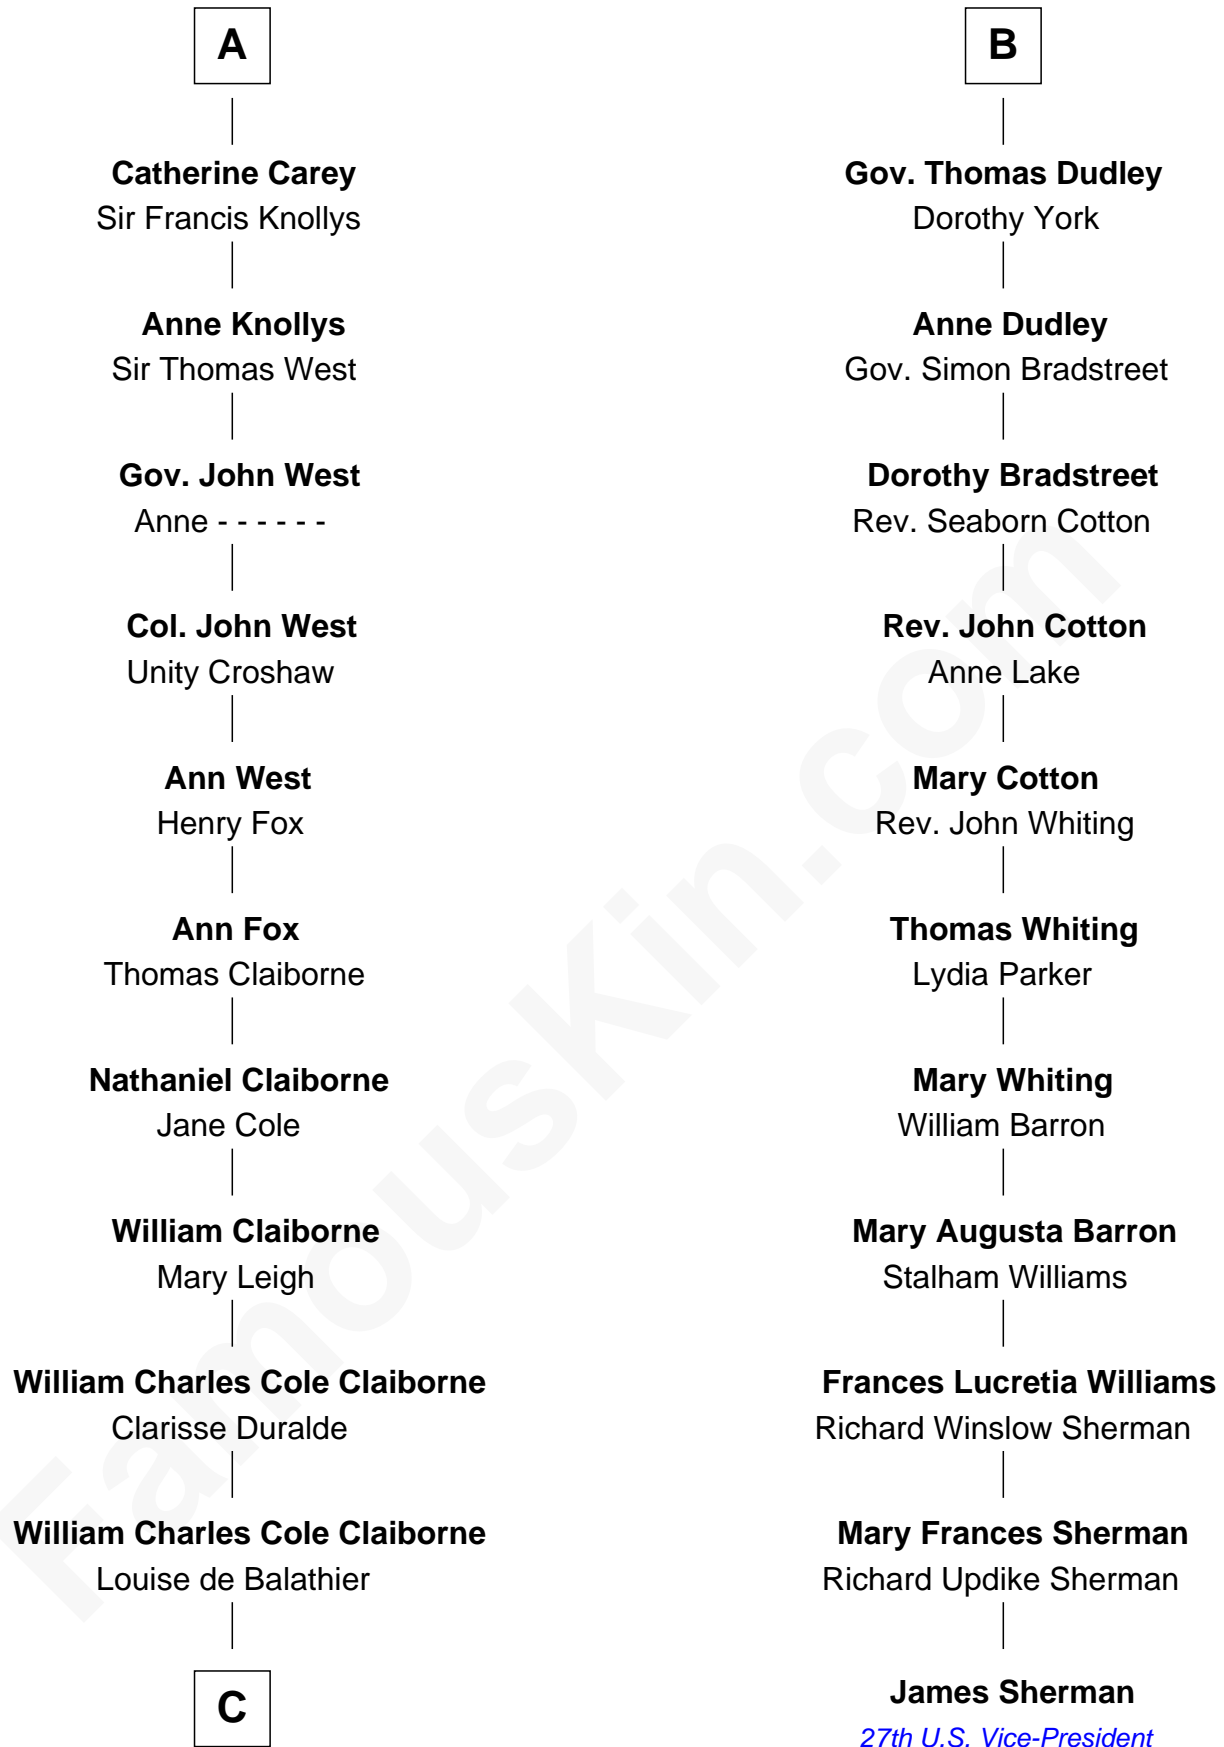 A
Catherine Carey
Sir Francis Knollys
Anne Knollys
Sir Thomas West
Gov. John West
Anne - - - - - -
Col. John West
Unity Croshaw
Ann West
Henry Fox
Ann Fox
Thomas Claiborne
Nathaniel Claiborne
Jane Cole
William Claiborne
Mary Leigh
William Charles Cole Claiborne
Clarisse Duralde
William Charles Cole Claiborne
Louise de Balathier
C
B
Gov. Thomas Dudley
Dorothy York
Anne Dudley
Gov. Simon Bradstreet
Dorothy Bradstreet
Rev. Seaborn Cotton
Rev. John Cotton
Anne Lake
Mary Cotton
Rev. John Whiting
Thomas Whiting
Lydia Parker
Mary Whiting
William Barron
Mary Augusta Barron
Stalham Williams
Frances Lucretia Williams
Richard Winslow Sherman
Mary Frances Sherman
Richard Updike Sherman
James Sherman
27th U.S. Vice-President
FamousKin.com